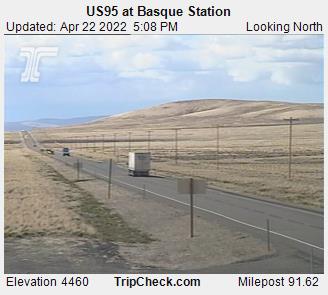 US95 at Basque Station
Updated: Apr 22 2022 5:08 PM Looking North
Elevation 4460 TripCheck.com Milepost 91.62